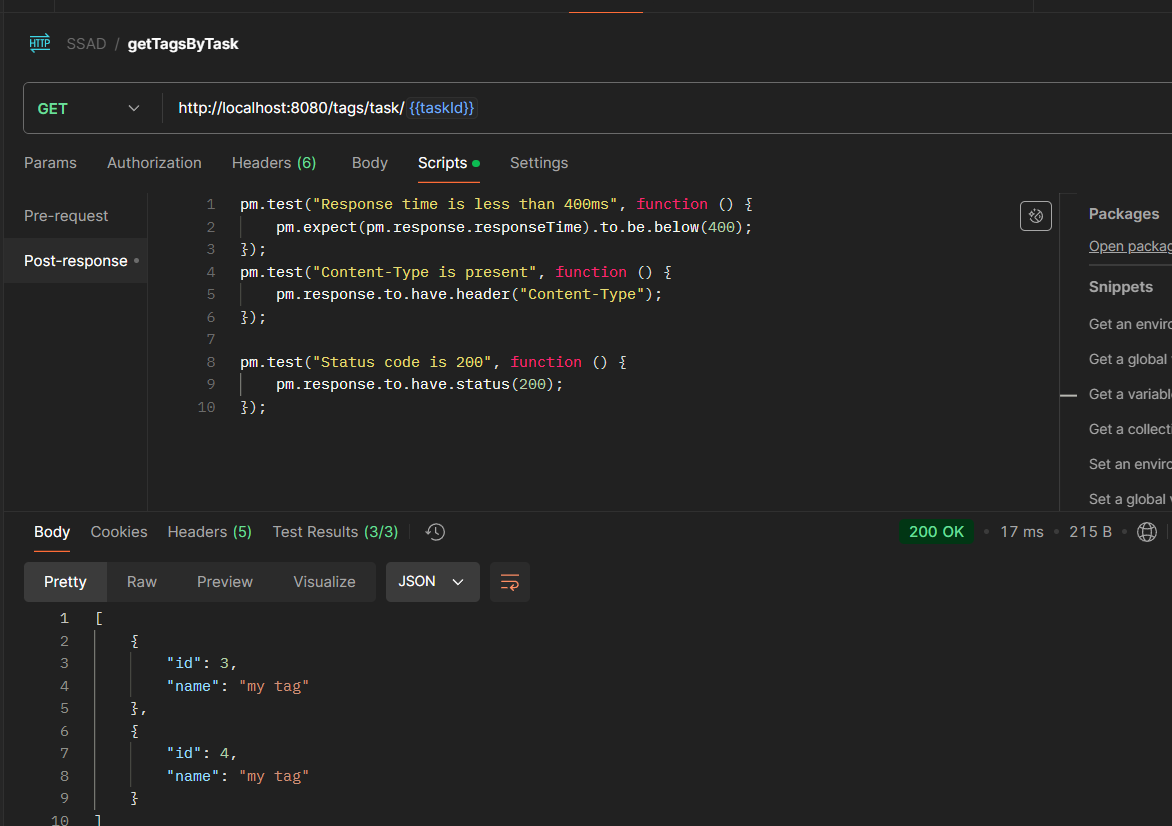 HTTP SSAD / getTagsByTask
GET http://localhost:8080/tags/task/ {{taskId}}
Params Authorization Headers (6) Body Scripts Settings
Pre-request
Post-response
1 pm.test("Response time is less than 400ms", function () {
2 pm.expect(pm.response.responseTime).to.be.below(400);
3 });
4 pm.test("Content-Type is present", function () {
5 pm.response.to.have.header("Content-Type");
6 });
7
8 pm.test("Status code is 200", function () {
9 pm.response.to.have.status(200);
10 });
Packages
Open packag
Snippets
Get an enviro
Get a global
Get a variabl
Get a collecti
Set an enviro
Set a global v
Body Cookies Headers (5) Test Results (3/3) 200 OK • 17 ms • 215 B •
Pretty Raw Preview Visualize JSON
1 [
2 {
3 "id": 3,
4 "name": "my tag"
5 },
6 {
7 "id": 4,
8 "name": "my tag"
9 }
10 ]